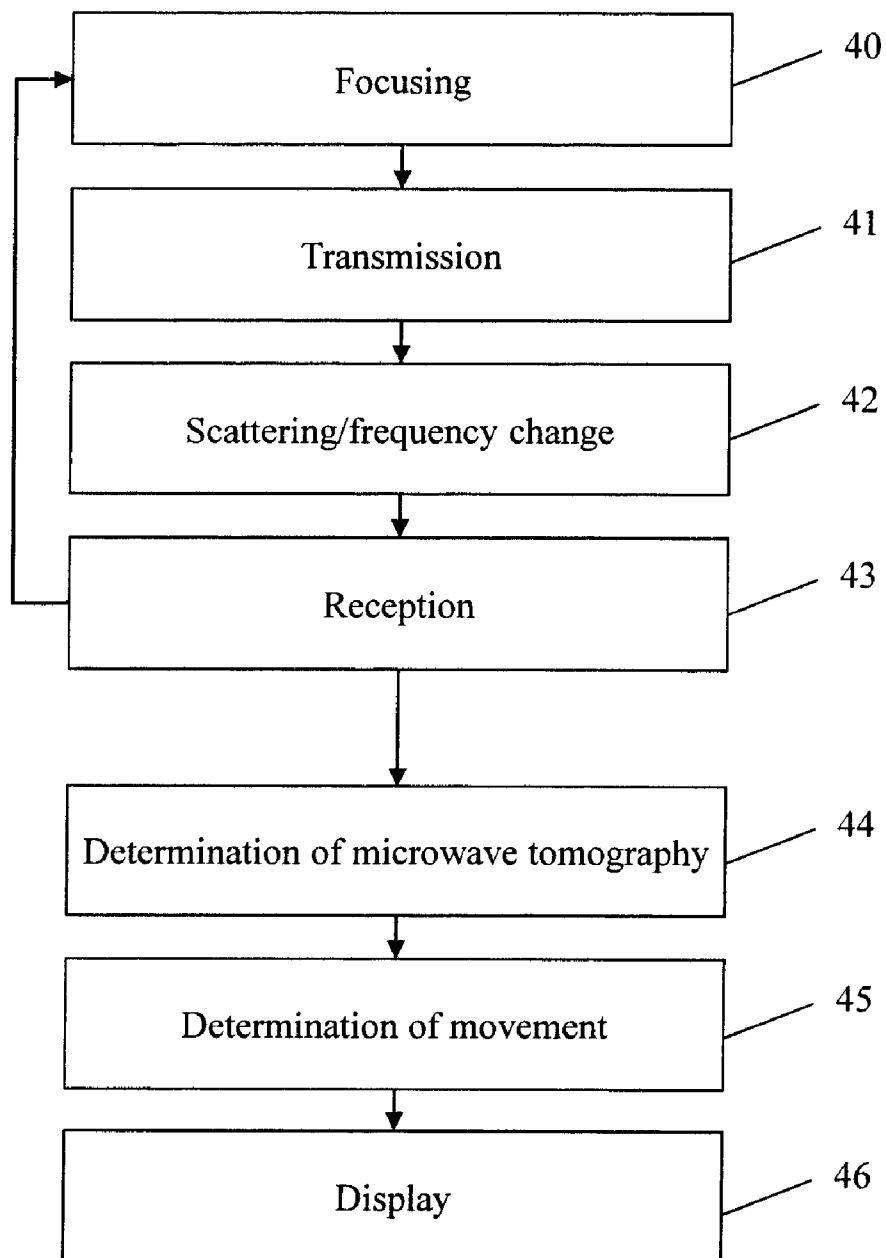 40
Focusing
41
Transmission
42
Scattering/frequency change
43
Reception
44
Determination of microwave tomography
45
Determination of movement
46
Display